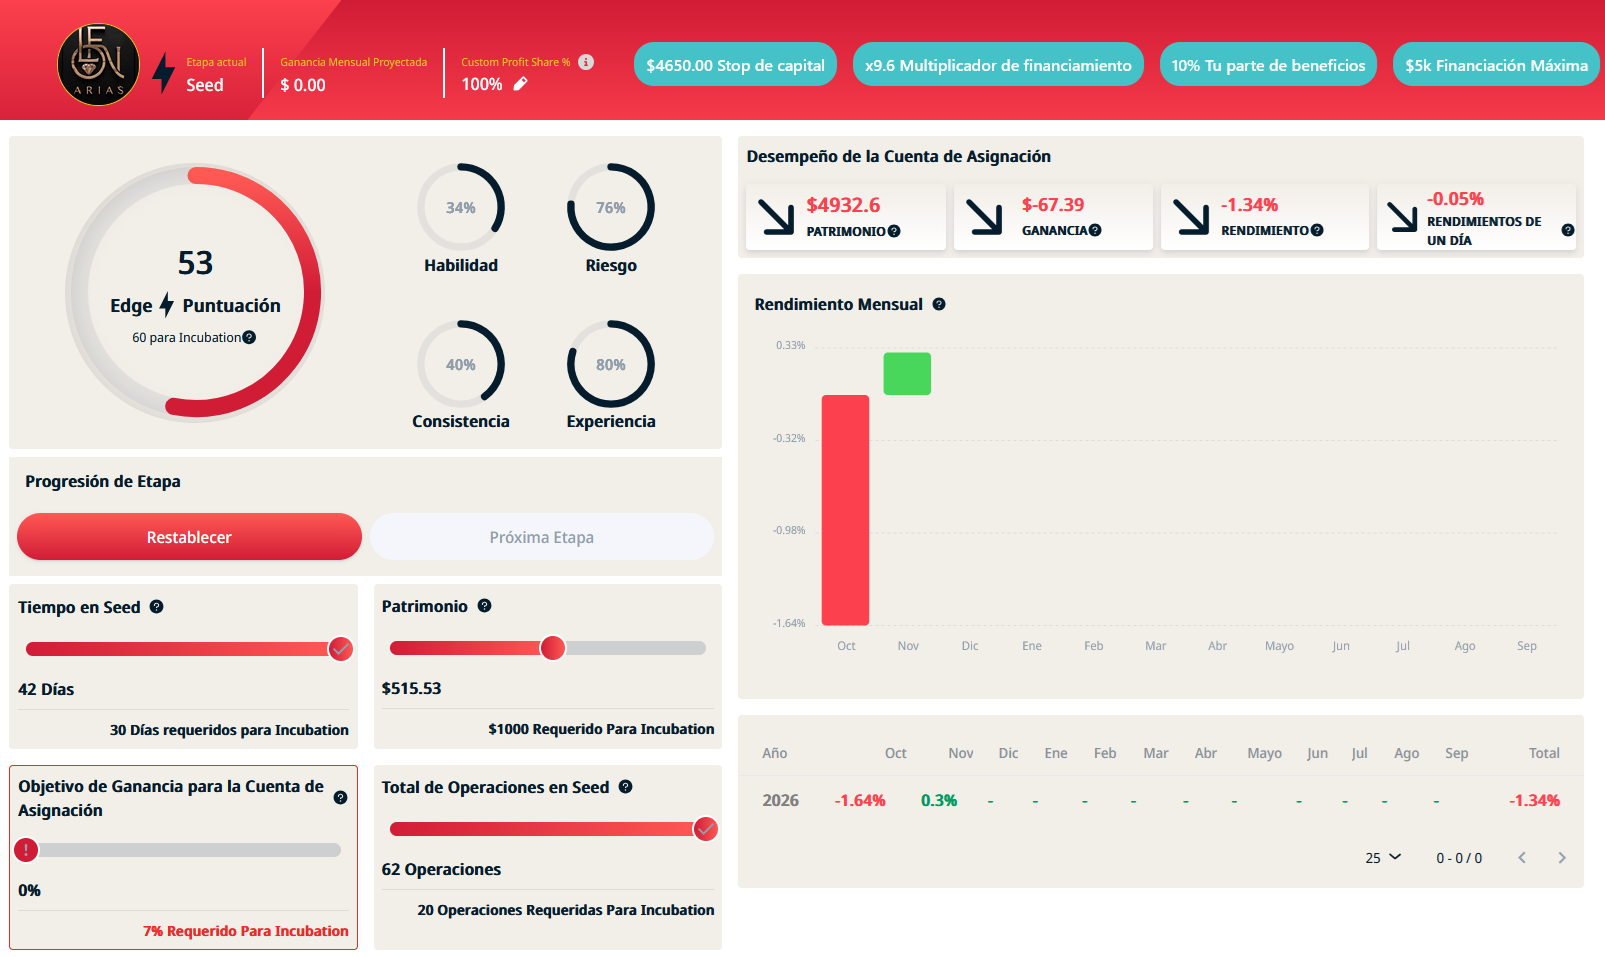 LEON
ARIAS
Etapa actual
Seed
Ganancia Mensual Proyectada
$ 0.00
Custom Profit Share %
100%
$4650.00 Stop de capital
x9.6 Multiplicador de financiamiento
10% Tu parte de beneficios
$5k Financiación Máxima
53
Edge Puntuación
60 para Incubation
34%
Habilidad
76%
Riesgo
40%
Consistencia
80%
Experiencia
Progresión de Etapa
Restablecer
Próxima Etapa
Tiempo en Seed
42 Días
30 Días requeridos para Incubation
Patrimonio
$515.53
$1000 Requerido Para Incubation
Objetivo de Ganancia para la Cuenta de
Asignación
0%
7% Requerido Para Incubation
Total de Operaciones en Seed
62 Operaciones
20 Operaciones Requeridas Para Incubation
Desempeño de la Cuenta de Asignación
$4932.6
PATRIMONIO
$-67.39
GANANCIA
-1.34%
RENDIMIENTO
-0.05%
RENDIMIENTOS DE
UN DÍA
Rendimiento Mensual
0.33%
-0.32%
-0.98%
-1.64%
Oct Nov Dic Ene Feb Mar Abr Mayo Jun Jul Ago Sep
Año Oct Nov Dic Ene Feb Mar Abr Mayo Jun Jul Ago Sep Total
2026 -1.64% 0.3% - - - - - - - - - - -1.34%
25 0 - 0 / 0